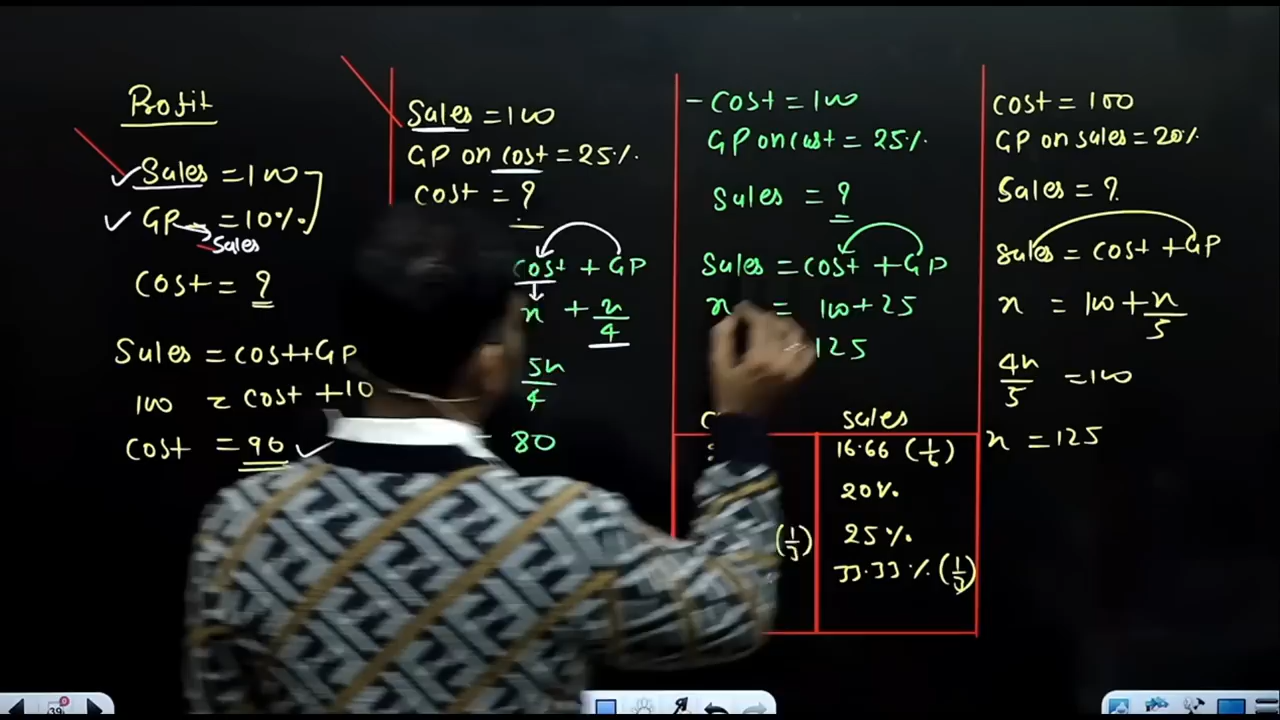 Profit
Sales = 100
GP = 10%
Sales
Cost = ?
Sales = Cost + GP
100 = Cost + 10
Cost = 90
Sales = 100
GP on cost = 25%
Cost = ?
Cost + GP
x + x/4
5x/4
80
- Cost = 100
GP on cost = 25%
Sales = ?
Sales = Cost + GP
x = 100 + 25
= 125
Sales
16.66 (1/6)
20%
25%
(1/3)
33.33% (1/3)
Cost = 100
GP on sales = 20%
Sales = ?
Sales = Cost + GP
x = 100 + x/5
4x/5 = 100
x = 125
39